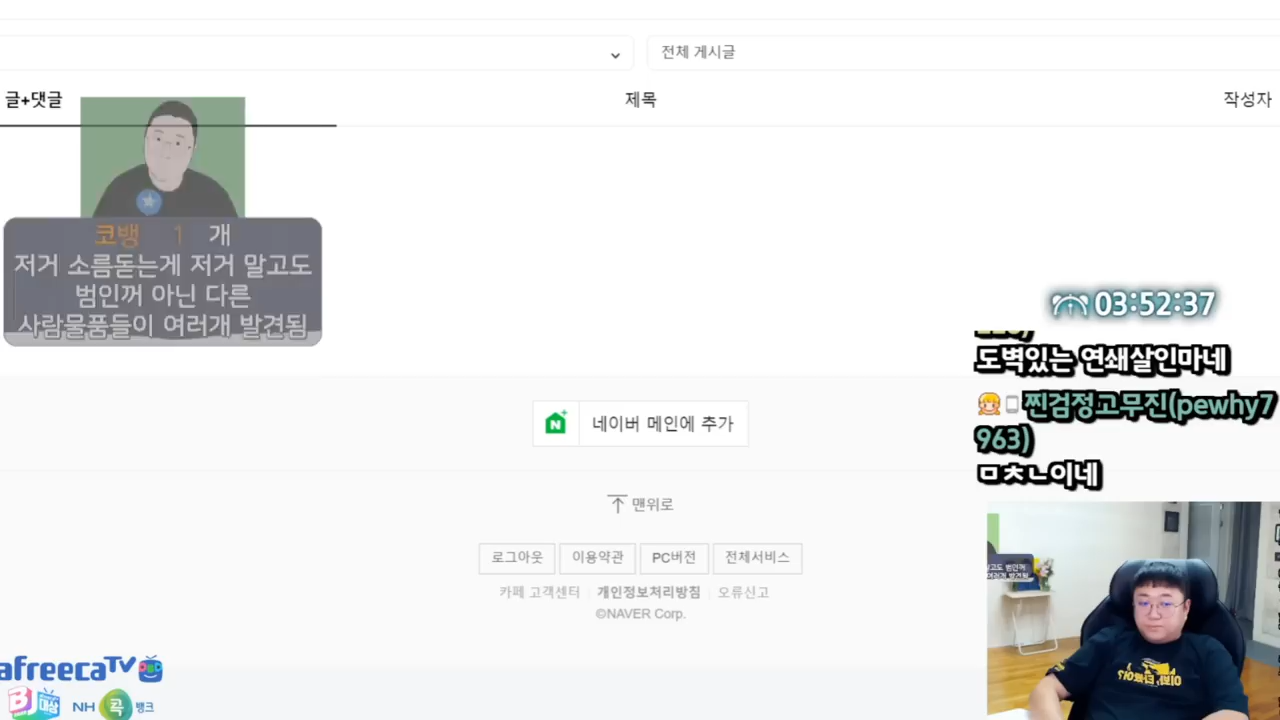 전체 게시글
글+댓글
제목
작성자
코뱅 1 개
저거 소름돋는게 저거 말고도
범인꺼 아닌 다른
사람물품들이 여러개 발견됨
03:52:37
도벽있는 연쇄살인마네
찐검정고무진(pewhy7
963)
ㅁㅊㄴ이네
네이버 메인에 추가
맨위로
로그아웃
이용약관
PC버전
전체서비스
카페 고객센터
개인정보처리방침
오류신고
©NAVER Corp.
afreecaTV
BJ
대상
NH
콕
뱅크